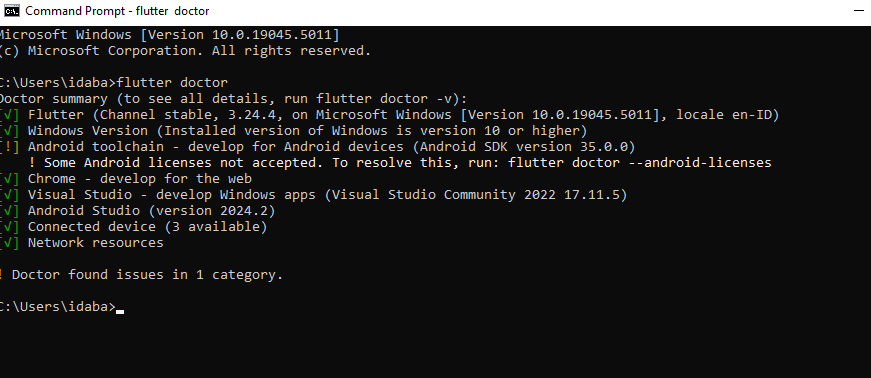 Command Prompt - flutter doctor
Microsoft Windows [Version 10.0.19045.5011]
(c) Microsoft Corporation. All rights reserved.
C:\Users\idaba>flutter doctor
Doctor summary (to see all details, run flutter doctor -v):
[√] Flutter (Channel stable, 3.24.4, on Microsoft Windows [Version 10.0.19045.5011], locale en-ID)
[√] Windows Version (Installed version of Windows is version 10 or higher)
[!] Android toolchain - develop for Android devices (Android SDK version 35.0.0)
! Some Android licenses not accepted. To resolve this, run: flutter doctor --android-licenses
[√] Chrome - develop for the web
[√] Visual Studio - develop Windows apps (Visual Studio Community 2022 17.11.5)
[√] Android Studio (version 2024.2)
[√] Connected device (3 available)
[√] Network resources
! Doctor found issues in 1 category.
C:\Users\idaba>